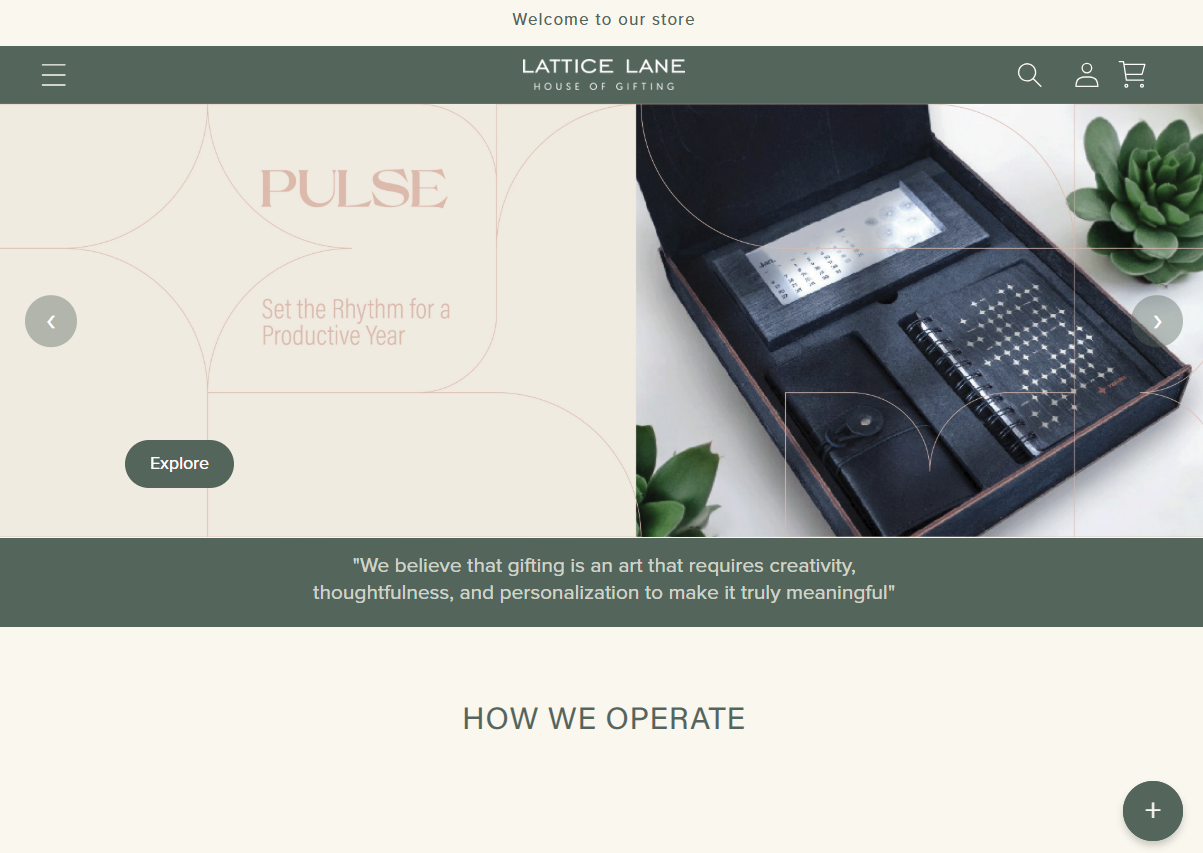 Welcome to our store
LATTICE LANE
HOUSE OF GIFTING
PULSE
Set the Rhythm for a
Productive Year
Explore
"We believe that gifting is an art that requires creativity,
thoughtfulness, and personalization to make it truly meaningful"
HOW WE OPERATE